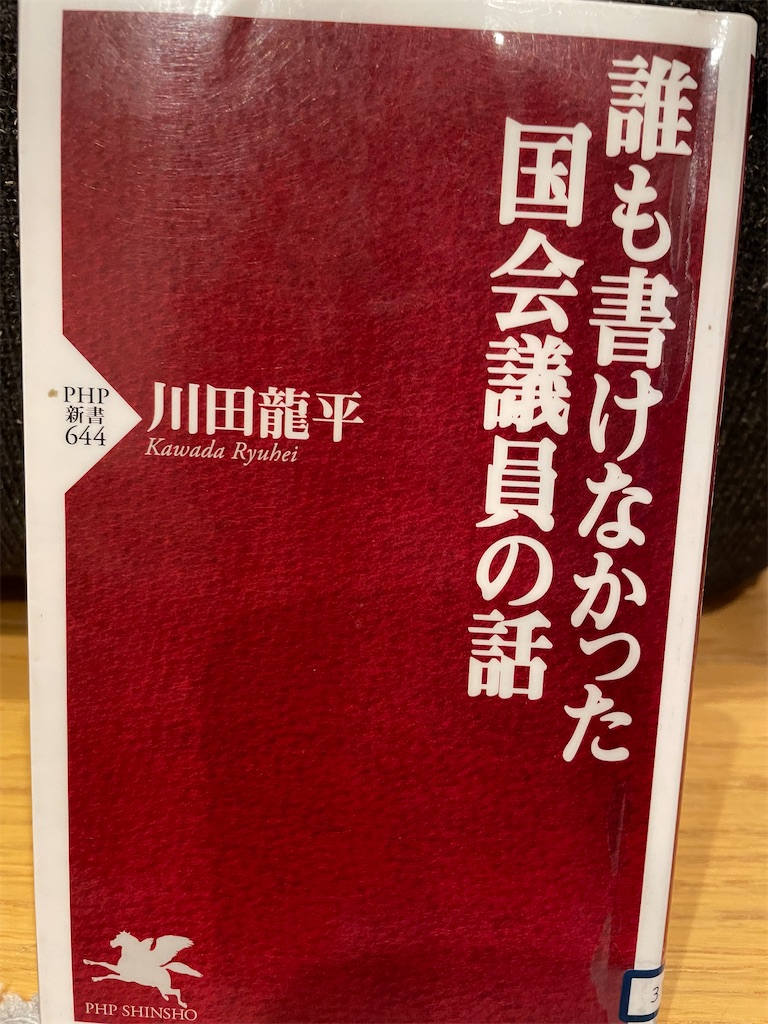 誰も書けなかった
国会議員の話
川田龍平
Kawada Ryuhei
PHP
新書
644
PHP SHINSHO
3